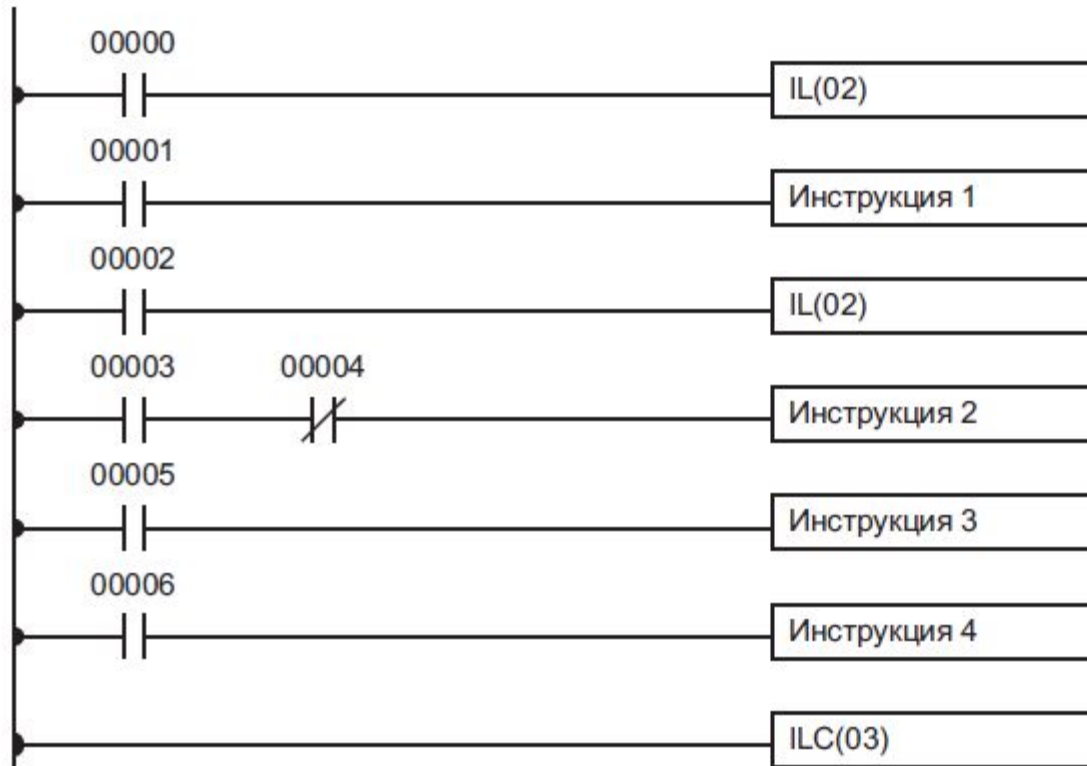 00000
IL(02)
00001
Инструкция 1
00002
IL(02)
00003 00004
Инструкция 2
00005
Инструкция 3
00006
Инструкция 4
ILC(03)